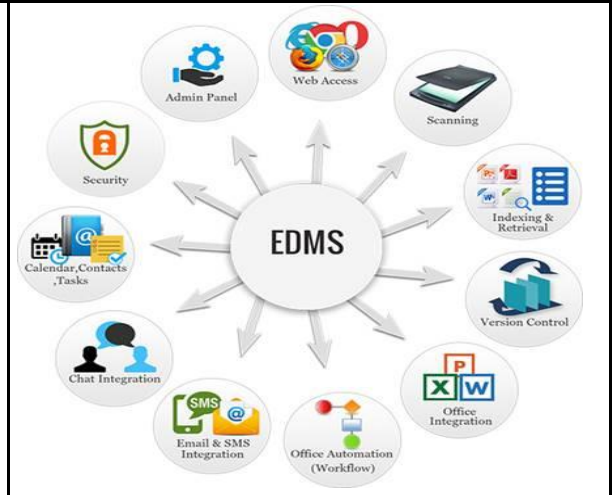 Web Access
Scanning
Indexing &
Retrieval
Version Control
P
X W
Office
Integration
Office Automation
(Workflow)
SMS
@
Email & SMS
Integration
Chat Integration
@
Calendar,Contacts
,Tasks
Security
Admin Panel
EDMS